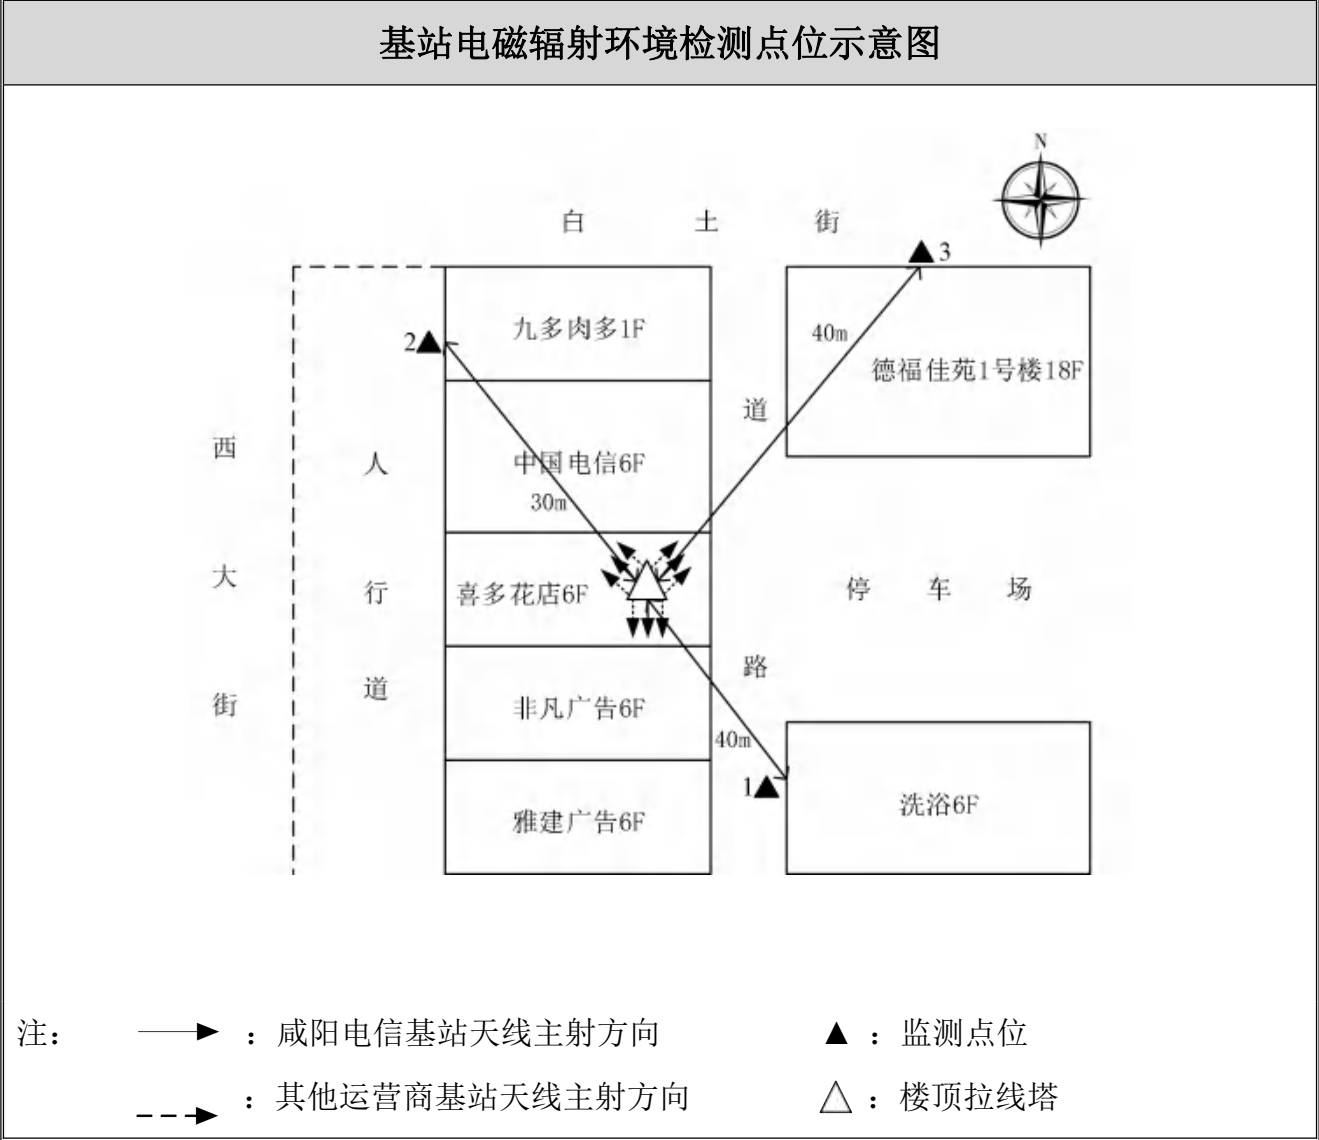 基站电磁辐射环境检测点位示意图
N
白土街
3
九多肉多1F
2
40m
德福佳苑1号楼18F
道
西大街
人行道
中国电信6F
30m
喜多花店6F
停车场
路
非凡广告6F
40m
1
洗浴6F
雅建广告6F
注: :咸阳电信基站天线主射方向 :监测点位
:其他运营商基站天线主射方向 :楼顶拉线塔